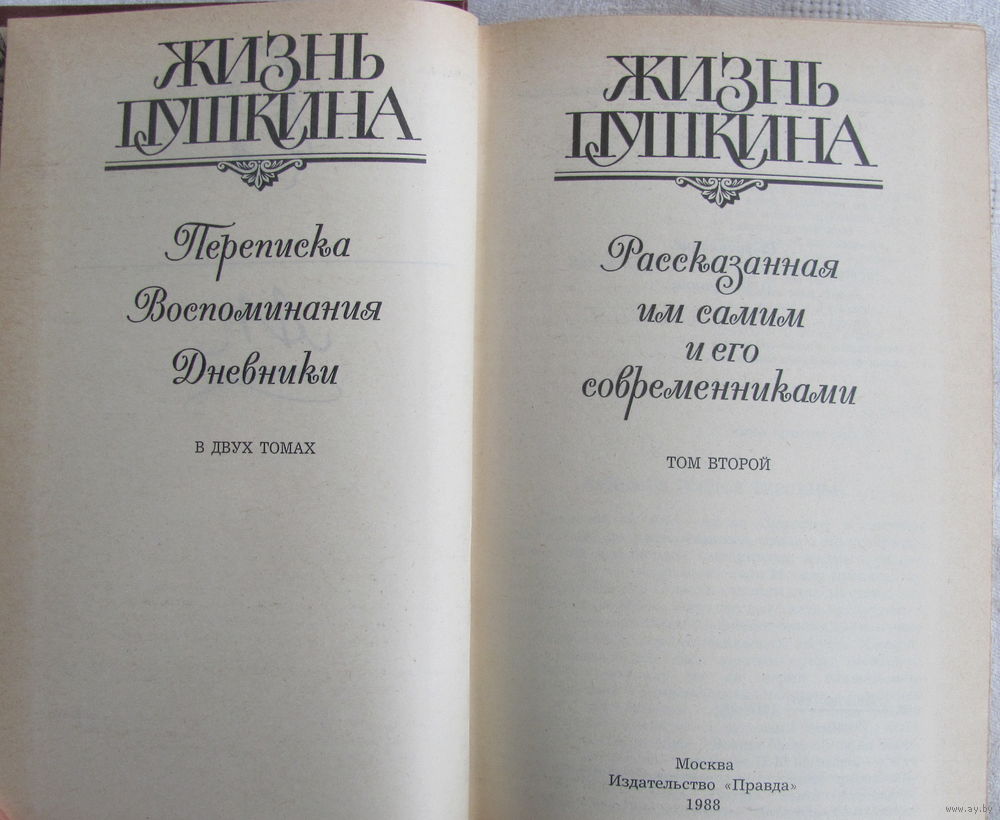 ЖИЗНЬ
ПУШКИНА
Переписка
Воспоминания
Дневники
В ДВУХ ТОМАХ
ЖИЗНЬ
ПУШКИНА
Рассказанная
им самим
и его
современниками
ТОМ ВТОРОЙ
Москва
Издательство «Правда»
1988
www.ay.by